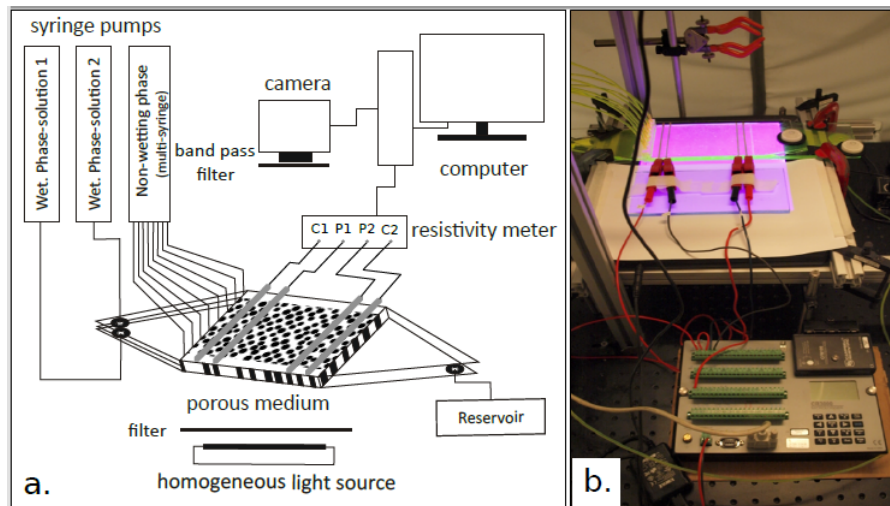 syringe pumps
Wet. Phase-solution 1
Wet. Phase-solution 2
Non-wetting phase
(multi-syringe)
camera
band pass
filter
computer
C1 P1 P2 C2
resistivity meter
porous medium
Reservoir
filter
homogeneous light source
a.
b.